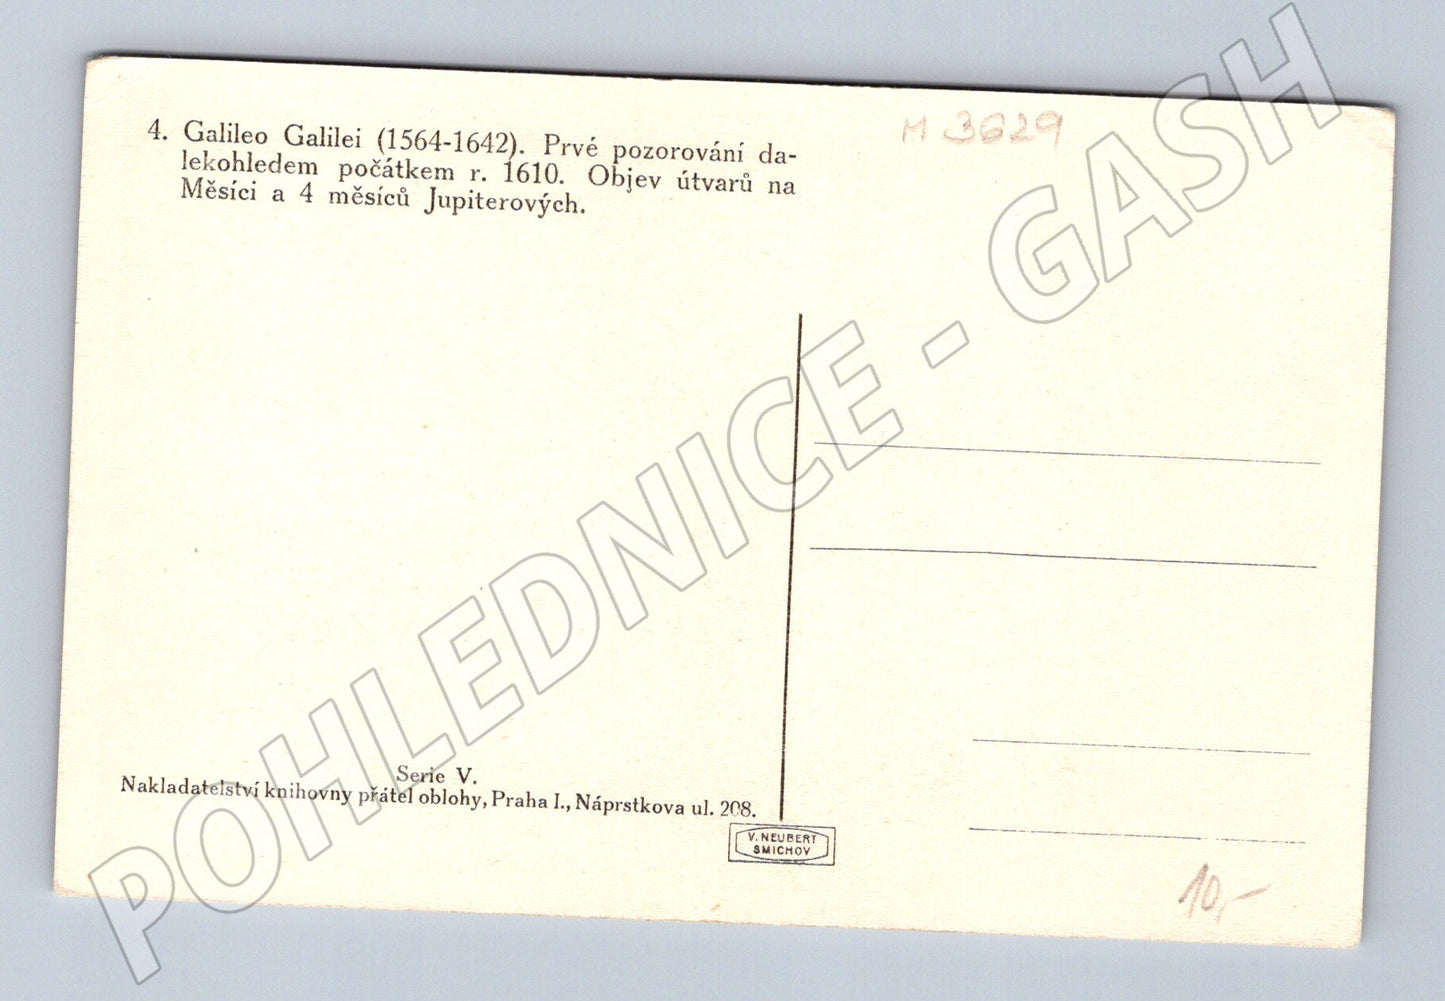 4. Galileo Galilei (1564-1642). Prvé pozorování da-
lekohledem počátkem r. 1610. Objev útvarů na
Měsíci a 4 měsíců Jupiterových.
M 3629
POHLEDNICE - GASH
Serie V.
Nakladatelství knihovny přátel oblohy, Praha I., Náprstkova ul. 208.
V. NEUBERT
SMICHOV
10,-